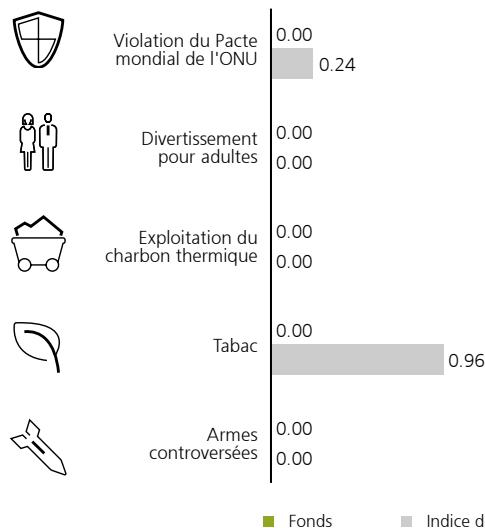 Violation du Pacte
mondial de l'ONU
0.00
0.24
Divertissement
pour adultes
0.00
0.00
Exploitation du
charbon thermique
0.00
0.00
Tabac
0.00
0.96
Armes
controversées
0.00
0.00
Fonds
Indice d